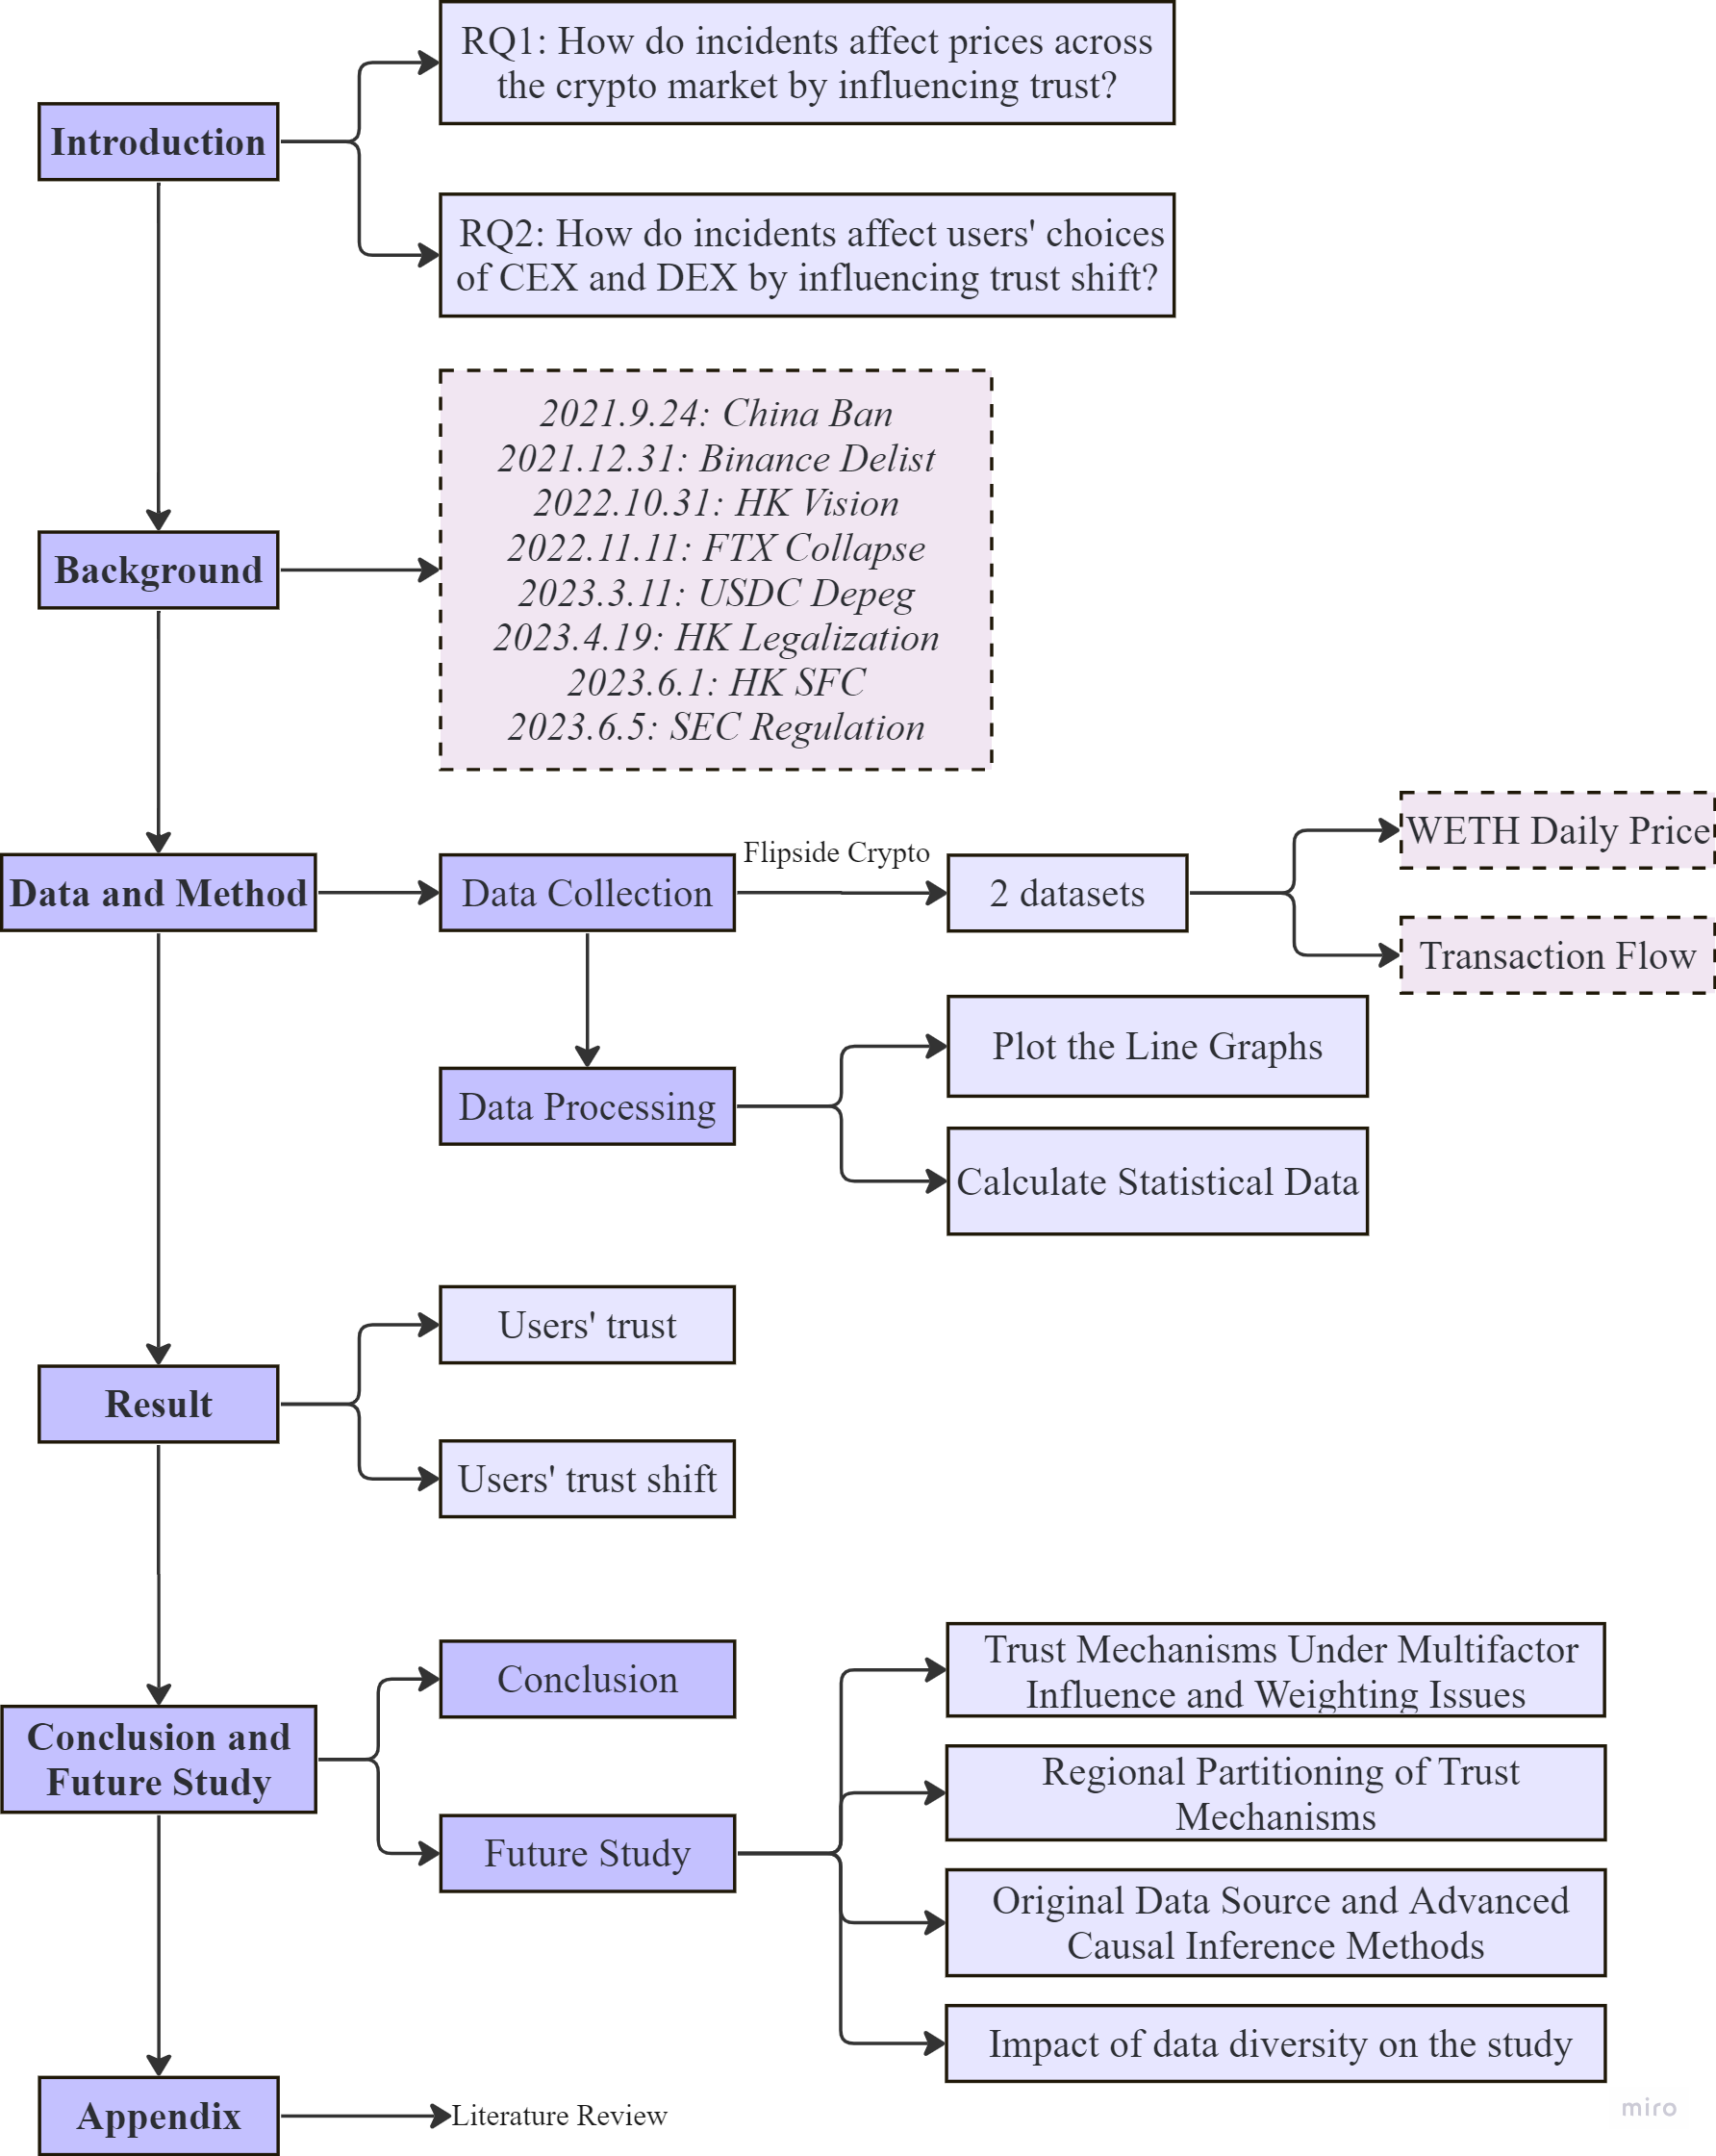 RQ1: How do incidents affect prices across
the crypto market by influencing trust?
Introduction
RQ2: How do incidents affect users' choices
of CEX and DEX by influencing trust shift?
2021.9.24: China Ban
2021.12.31: Binance Delist
2022.10.31: HK Vision
2022.11.11: FTX Collapse
2023.3.11: USDC Depeg
2023.4.19: HK Legalization
2023.6.1: HK SFC
2023.6.5: SEC Regulation
Background
Data and Method
Data Collection
Flipside Crypto
2 datasets
WETH Daily Price
Transaction Flow
Data Processing
Plot the Line Graphs
Calculate Statistical Data
Result
Users' trust
Users' trust shift
Conclusion and
Future Study
Conclusion
Future Study
Trust Mechanisms Under Multifactor
Influence and Weighting Issues
Regional Partitioning of Trust
Mechanisms
Original Data Source and Advanced
Causal Inference Methods
Impact of data diversity on the study
Appendix
Literature Review
miro